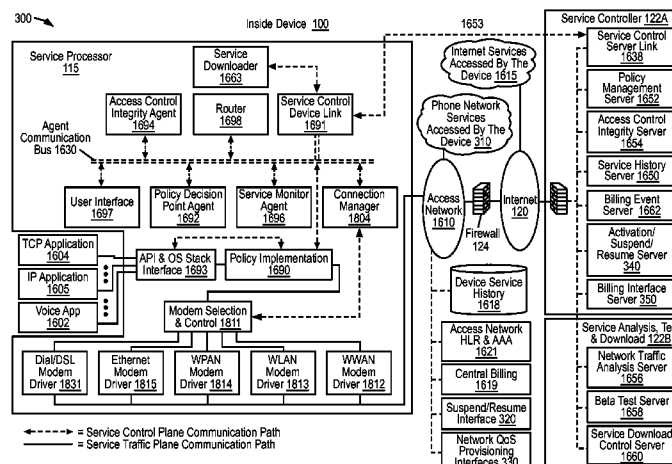 300
Inside Device 100
1653
Service Controller 122A
Service Processor
115
Service
Downloader
1663
Access Control
Integrity Agent
1694
Router
1698
Service Control
Device Link
1691
Agent
Communication
Bus 1630
User Interface
1697
Policy Decision
Point Agent
1692
Service Monitor
Agent
1696
Connection
Manager
1804
TCP Application
1604
IP Application
1605
Voice App
1602
API & OS Stack
Interface 1693
Policy Implementation
1690
Modem Selection
& Control 1811
Dial/DSL
Modem
Driver 1831
Ethernet
Modem
Driver 1815
WPAN
Modem
Driver 1814
WLAN
Modem
Driver 1813
WWAN
Modem
Driver 1812
= Service Control Plane Communication Path
= Service Traffic Plane Communication Path
Internet Services
Accessed By The
Device 1615
Phone Network
Services
Accessed By The
Device 310
Access
Network
1610
Firewall
124
Internet
120
Device Service
History
1618
Access Network
HLR & AAA
1621
Central Billing
1619
Suspend/Resume
Interface 320
Network QoS
Provisioning
Interfaces 330
Service Control
Server Link
1638
Policy
Management
Server 1652
Access Control
Integrity Server
1654
Service History
Server 1650
Billing Event
Server 1662
Activation/
Suspend/
Resume Server
340
Billing Interface
Server 350
Service Analysis, Te
& Download 122B
Network Traffic
Analysis Server
1656
Beta Test Server
1658
Service Download
Control Server
1660